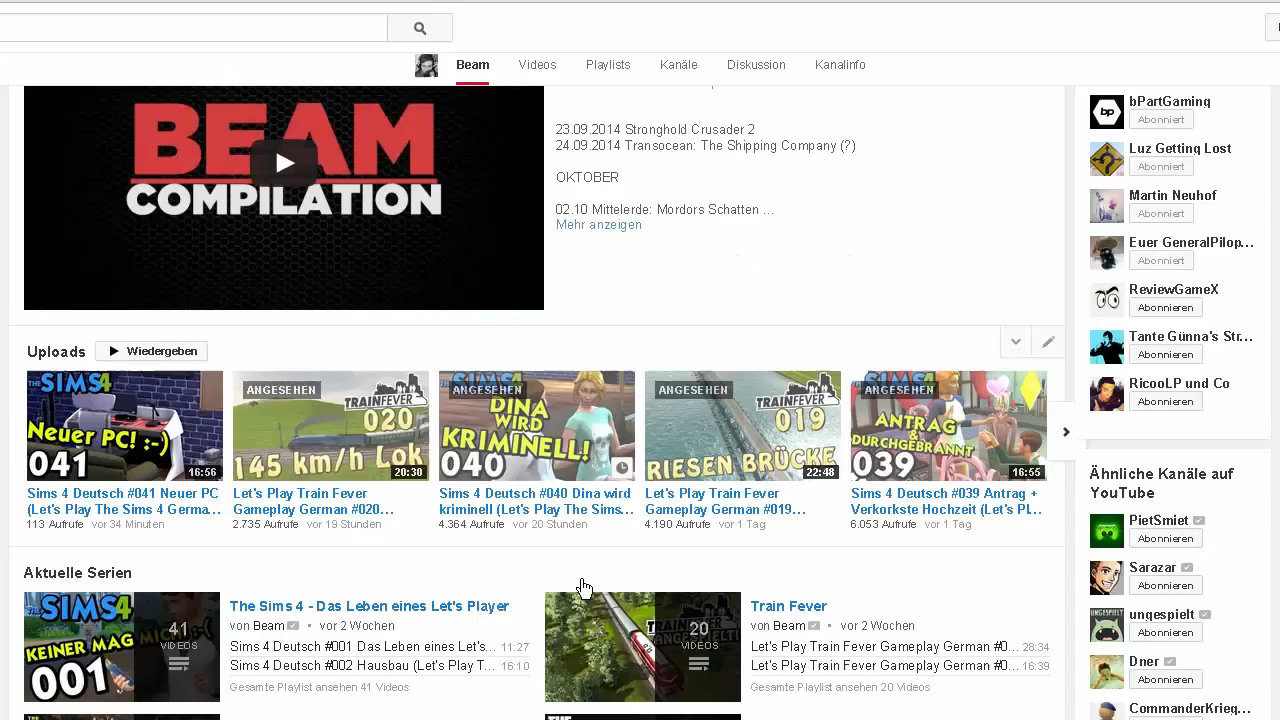 Beam Videos Playlists Kanäle Diskussion Kanalinfo
BEAM
COMPILATION
23.09.2014 Stronghold Crusader 2
24.09.2014 Transocean: The Shipping Company (?)
OKTOBER
02.10 Mittelerde: Mordors Schatten ...
Mehr anzeigen
bp
bPartGaming
Abonniert
Luz Getting Lost
Abonniert
Martin Neuhof
Abonniert
Euer GeneralPilop...
Abonniert
ReviewGameX
Abonnieren
Tante Günna's Str...
Abonnieren
RicooLP und Co
Abonnieren
Uploads Wiedergeben
THE SIMS 4
Neuer PC! :-)
041
16:56
Sims 4 Deutsch #041 Neuer PC
(Let's Play The Sims 4 Germa...
113 Aufrufe vor 34 Minuten
ANGESEHEN
TRAINFEVER
020
145 km/h Lok
20:30
Let's Play Train Fever
Gameplay German #020...
2.735 Aufrufe vor 19 Stunden
ANGESEHEN
DINA
WIRD
KRIMINELL!
040
Sims 4 Deutsch #040 Dina wird
kriminell (Let's Play The Sims...
4.364 Aufrufe vor 20 Stunden
ANGESEHEN
TRAINFEVER
019
RIESEN BRÜCKE
22:48
Let's Play Train Fever
Gameplay German #019...
4.190 Aufrufe vor 1 Tag
ANGESEHEN
ANTRAG
&
DURCHGEBRANNT
039
16:55
Sims 4 Deutsch #039 Antrag +
Verkorkste Hochzeit (Let's Pl...
6.053 Aufrufe vor 1 Tag
Ähnliche Kanäle auf
YouTube
PietSmiet
Abonnieren
Sarazar
Abonnieren
UNGESPIELT
ungespielt
Abonnieren
Dner
Abonnieren
CommanderKrieg...
Aktuelle Serien
THE SIMS 4
KEINER MAG
001
41
VIDEOS
The Sims 4 - Das Leben eines Let's Player
von Beam • vor 2 Wochen
Sims 4 Deutsch #001 Das Leben eines Let's... 11:27
Sims 4 Deutsch #002 Hausbau (Let's Play T... 16:10
Gesamte Playlist ansehen 41 Videos
20
VIDEOS
Train Fever
von Beam • vor 2 Wochen
Let's Play Train Fever Gameplay German #0...
Let's Play Train Fever Gameplay German #0... 16:39
Gesamte Playlist ansehen 20 Videos